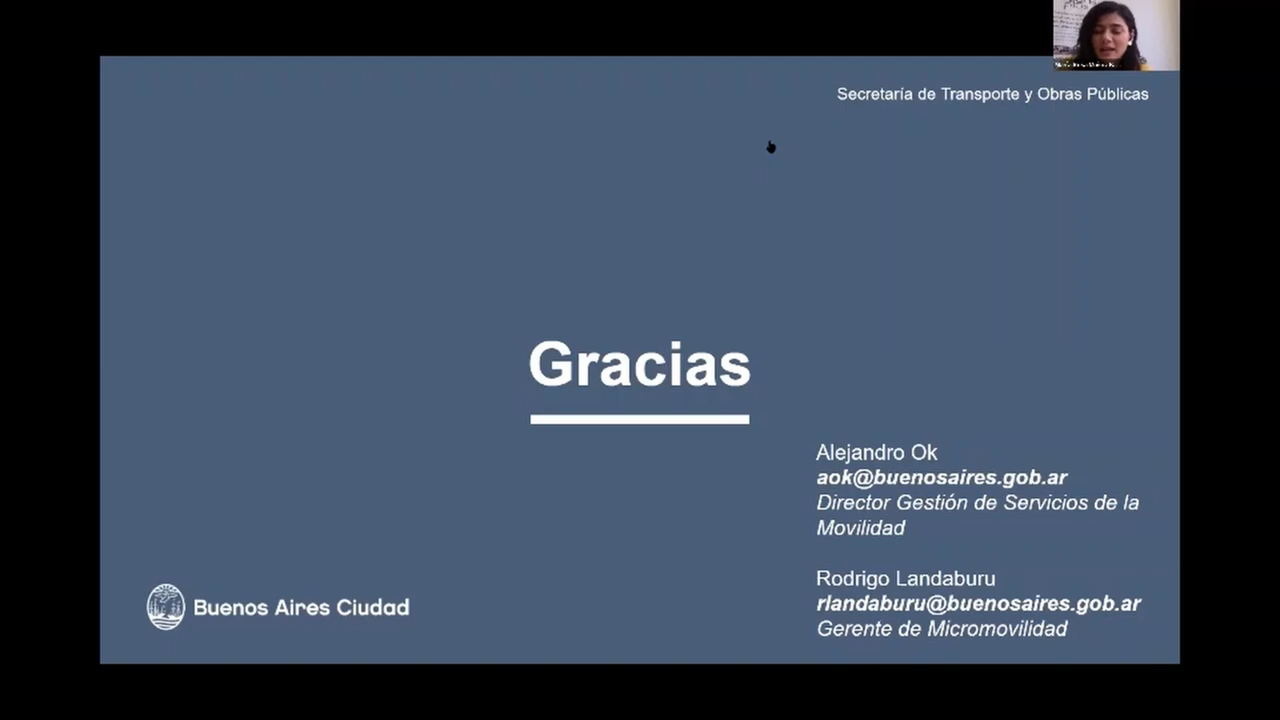 Secretaría de Transporte y Obras Públicas
Gracias
Alejandro Ok
aok@buenosaires.gob.ar
Director Gestión de Servicios de la
Movilidad
Rodrigo Landaburu
rlandaburu@buenosaires.gob.ar
Gerente de Micromovilidad
Buenos Aires Ciudad